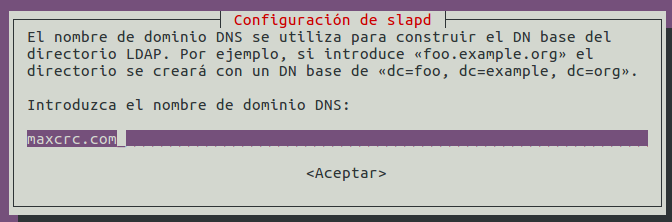 Configuración de slapd
El nombre de dominio DNS se utiliza para construir el DN base del
directorio LDAP. Por ejemplo, si introduce «foo.example.org» el
directorio se creará con un DN base de «dc=foo, dc=example, dc=org».
Introduzca el nombre de dominio DNS:
maxcrc.com_
<Aceptar>